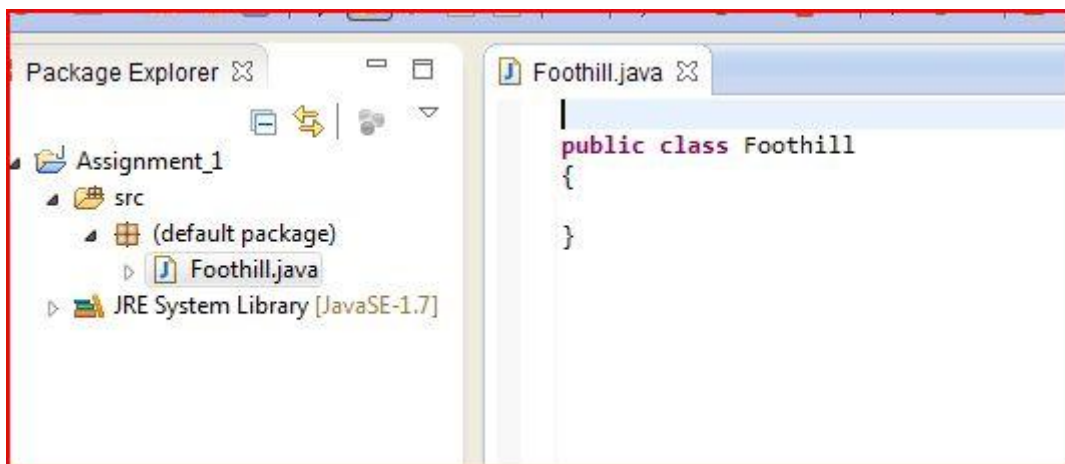 Package Explorer
Assignment_1
src
(default package)
Foothill.java
JRE System Library [JavaSE-1.7]
Foothill.java
public class Foothill
{
}